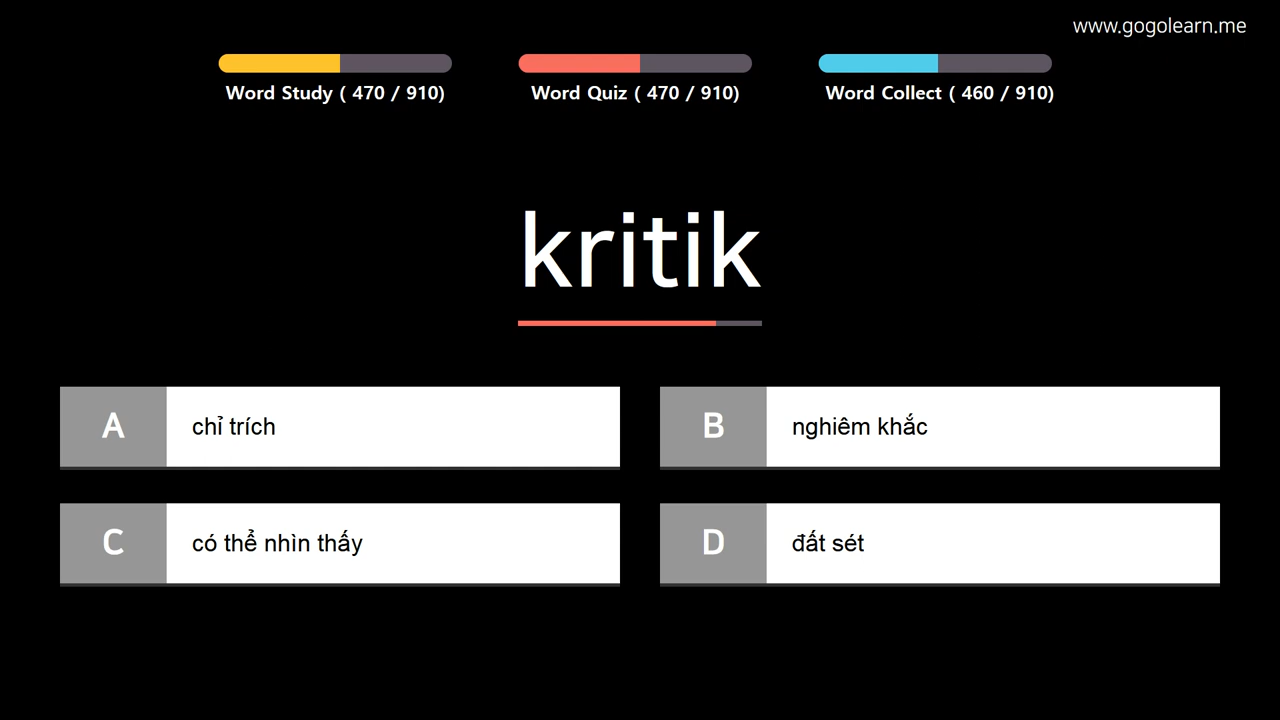 www.gogolearn.me
Word Study ( 470 / 910)
Word Quiz ( 470 / 910)
Word Collect ( 460 / 910)
kritik
A chỉ trích
B nghiêm khắc
C có thể nhìn thấy
D đất sét